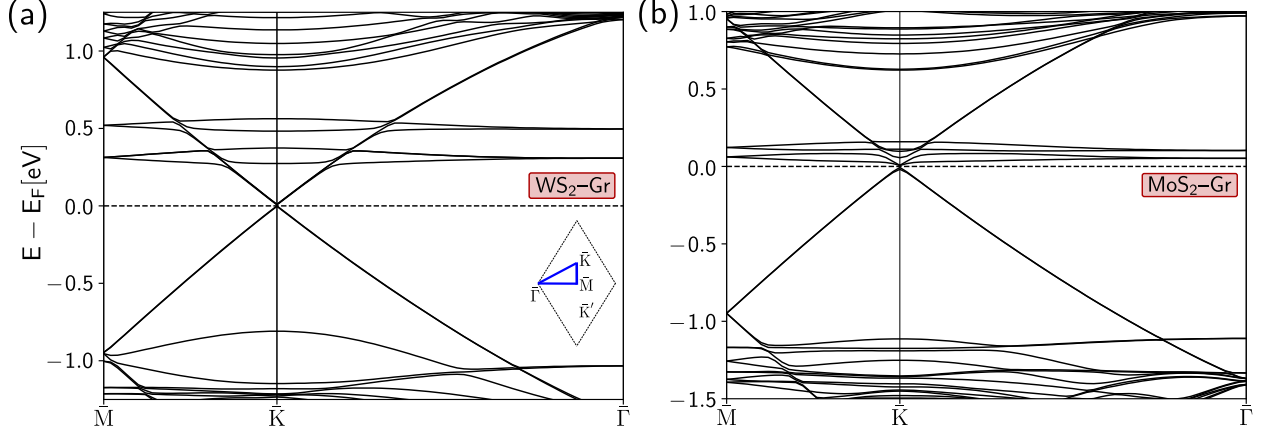 (a)
E − E_F [eV]
1.0
0.5
0.0
−0.5
−1.0
WS₂–Gr
K̄
M̄
Γ̄
K̄′
M̄
K̄
Γ̄
(b)
1.0
0.5
0.0
−0.5
−1.0
−1.5
MoS₂–Gr
M̄
K̄
Γ̄